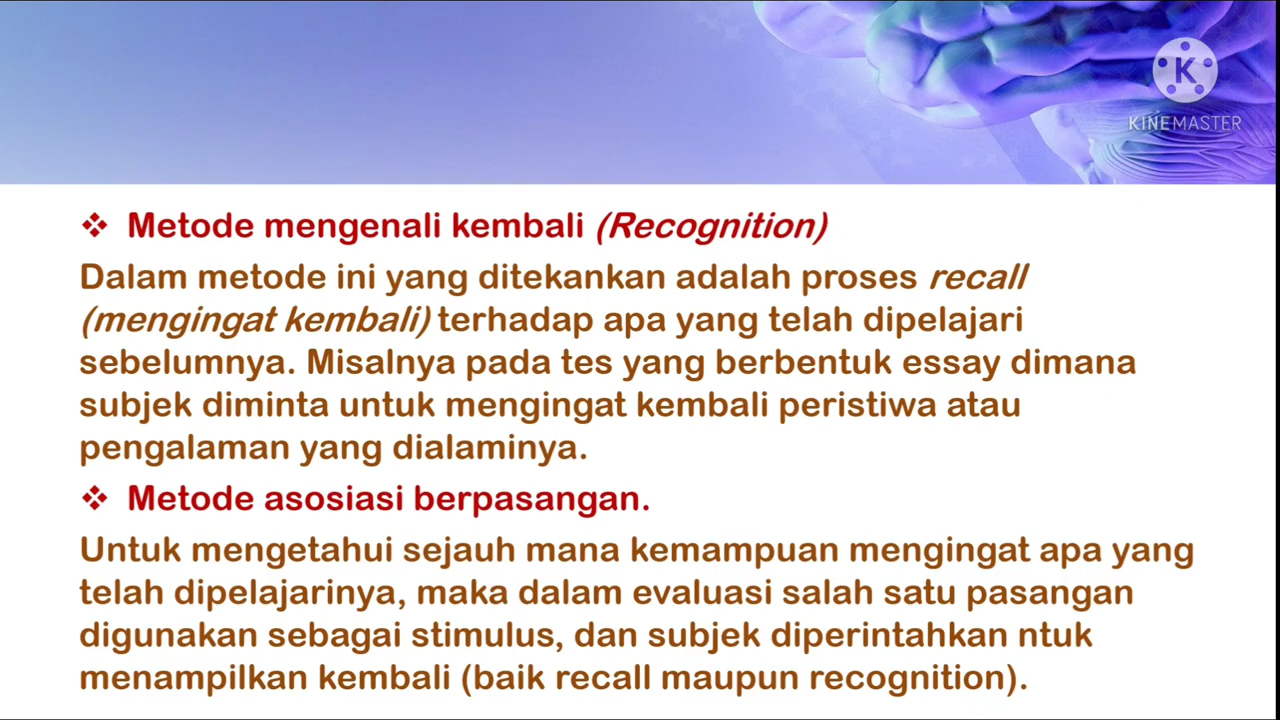 K
KINEMASTER
❖ Metode mengenali kembali (Recognition)
Dalam metode ini yang ditekankan adalah proses recall
(mengingat kembali) terhadap apa yang telah dipelajari
sebelumnya. Misalnya pada tes yang berbentuk essay dimana
subjek diminta untuk mengingat kembali peristiwa atau
pengalaman yang dialaminya.
❖ Metode asosiasi berpasangan.
Untuk mengetahui sejauh mana kemampuan mengingat apa yang
telah dipelajarinya, maka dalam evaluasi salah satu pasangan
digunakan sebagai stimulus, dan subjek diperintahkan ntuk
menampilkan kembali (baik recall maupun recognition).